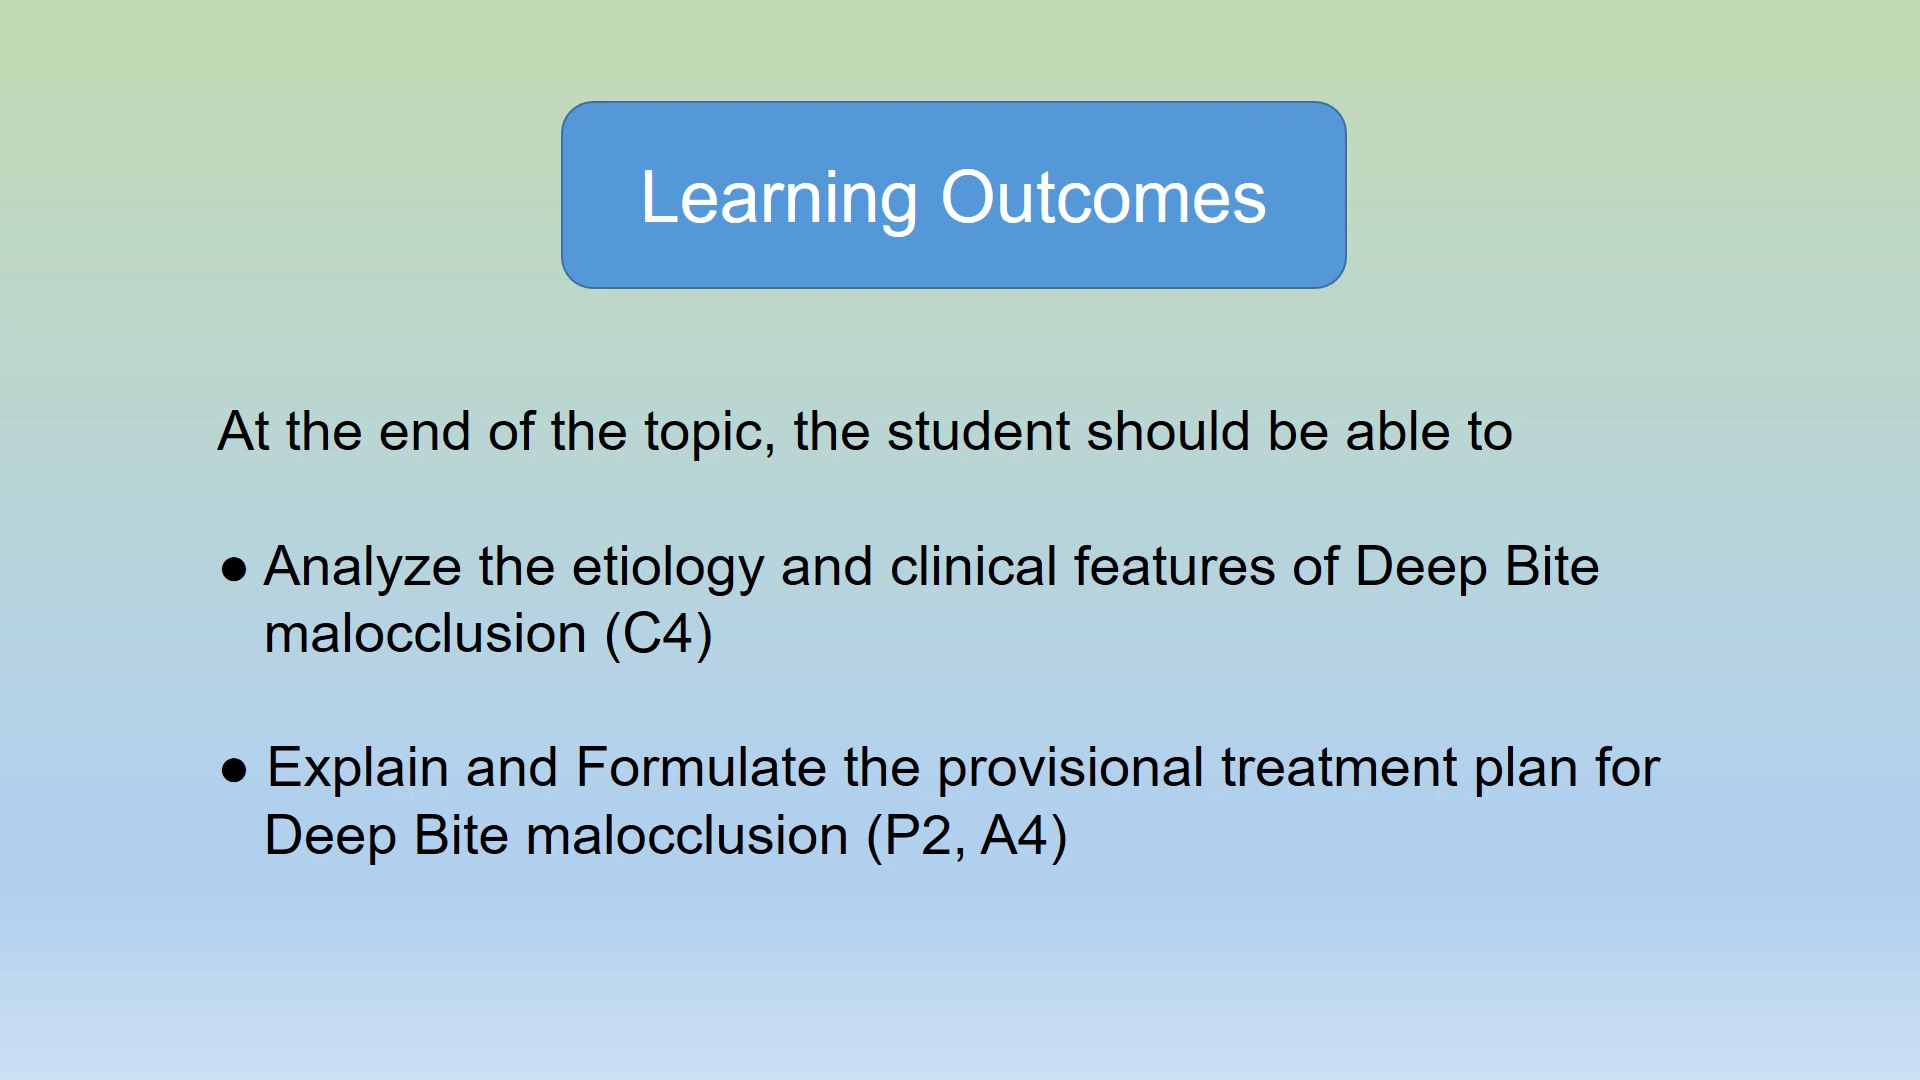 Learning Outcomes
At the end of the topic, the student should be able to
● Analyze the etiology and clinical features of Deep Bite
malocclusion (C4)
● Explain and Formulate the provisional treatment plan for
Deep Bite malocclusion (P2, A4)